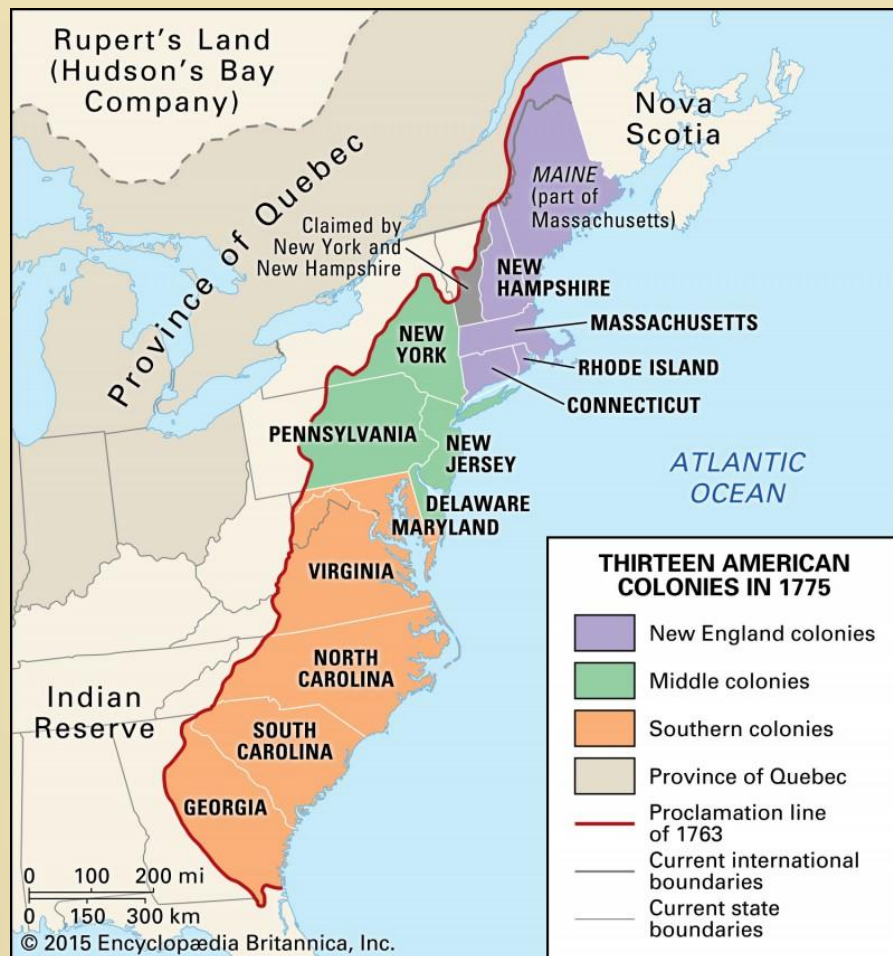 Rupert's Land
(Hudson's Bay
Company)
Province of Quebec
Nova
Scotia
MAINE
(part of
Massachusetts)
Claimed by
New York and
New Hampshire
NEW
HAMPSHIRE
MASSACHUSETTS
RHODE ISLAND
CONNECTICUT
NEW
YORK
PENNSYLVANIA
NEW
JERSEY
ATLANTIC
OCEAN
DELAWARE
MARYLAND
VIRGINIA
NORTH
CAROLINA
Indian
Reserve
SOUTH
CAROLINA
GEORGIA
THIRTEEN AMERICAN
COLONIES IN 1775
New England colonies
Middle colonies
Southern colonies
Province of Quebec
Proclamation line
of 1763
Current international
boundaries
Current state
boundaries
0 100 200 mi
0 150 300 km
© 2015 Encyclopædia Britannica, Inc.